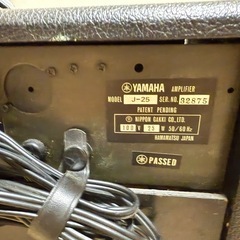 YAMAHA AMPLIFIER
MODEL J-25 SER.NO. 32875
PATENT PENDING
NIPPON GAKKI CO.,LTD.
100 V 75 W 50/60Hz
HAMAMATSU JAPAN
PASSED